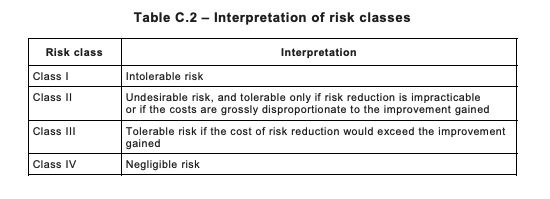 Table C.2 – Interpretation of risk classes
Risk class Interpretation
Class I Intolerable risk
Class II Undesirable risk, and tolerable only if risk reduction is impracticable
or if the costs are grossly disproportionate to the improvement gained
Class III Tolerable risk if the cost of risk reduction would exceed the improvement
gained
Class IV Negligible risk